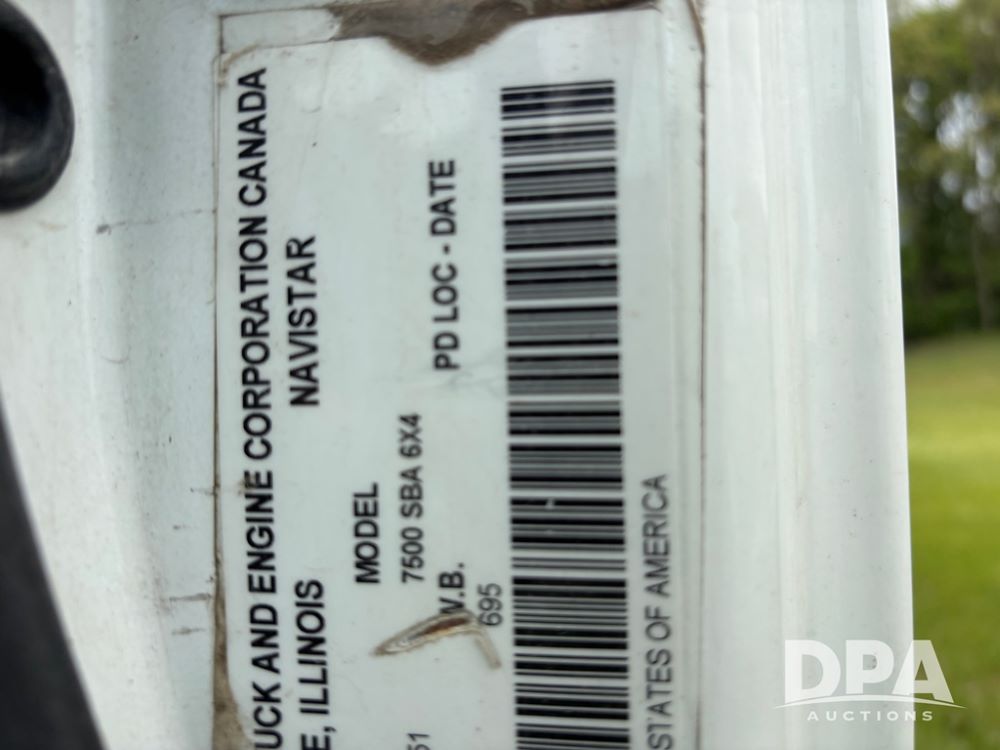 UCK AND ENGINE CORPORATION CANADA
E, ILLINOIS NAVISTAR
MODEL
7500 SBA 6X4
W.B. PD LOC - DATE
51 695
STATES OF AMERICA
DPA
AUCTIONS